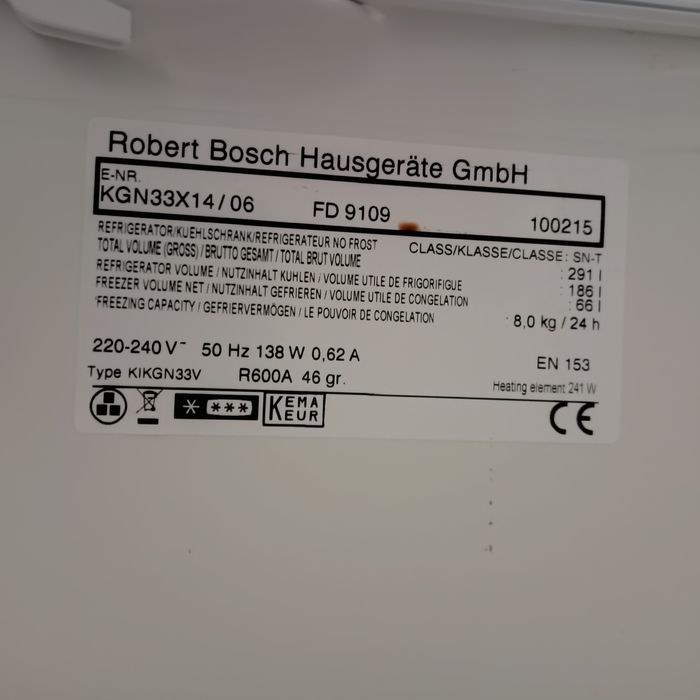 Robert Bosch Hausgeräte GmbH
E-NR.
KGN33X14/06 FD 9109 100215
REFRIGERATOR/KUEHLSCHRANK/REFRIGERATEUR NO FROST CLASS/KLASSE/CLASSE: SN-T
TOTAL VOLUME (GROSS) / BRUTTO GESAMT / TOTAL BRUT VOLUME : 291 l
REFRIGERATOR VOLUME / NUTZINHALT KUHLEN / VOLUME UTILE DE FRIGORIFIGUE : 186 l
FREEZER VOLUME NET / NUTZINHALT GEFRIEREN / VOLUME UTILE DE CONGELATION : 66 l
FREEZING CAPACITY / GEFRIERVERMÖGEN / LE POUVOIR DE CONGELATION : 8,0 kg / 24 h
220-240 V~ 50 Hz 138 W 0,62 A EN 153
Type KIKGN33V R600A 46 gr. Heating element 241 W
KEMA
KEUR
CE